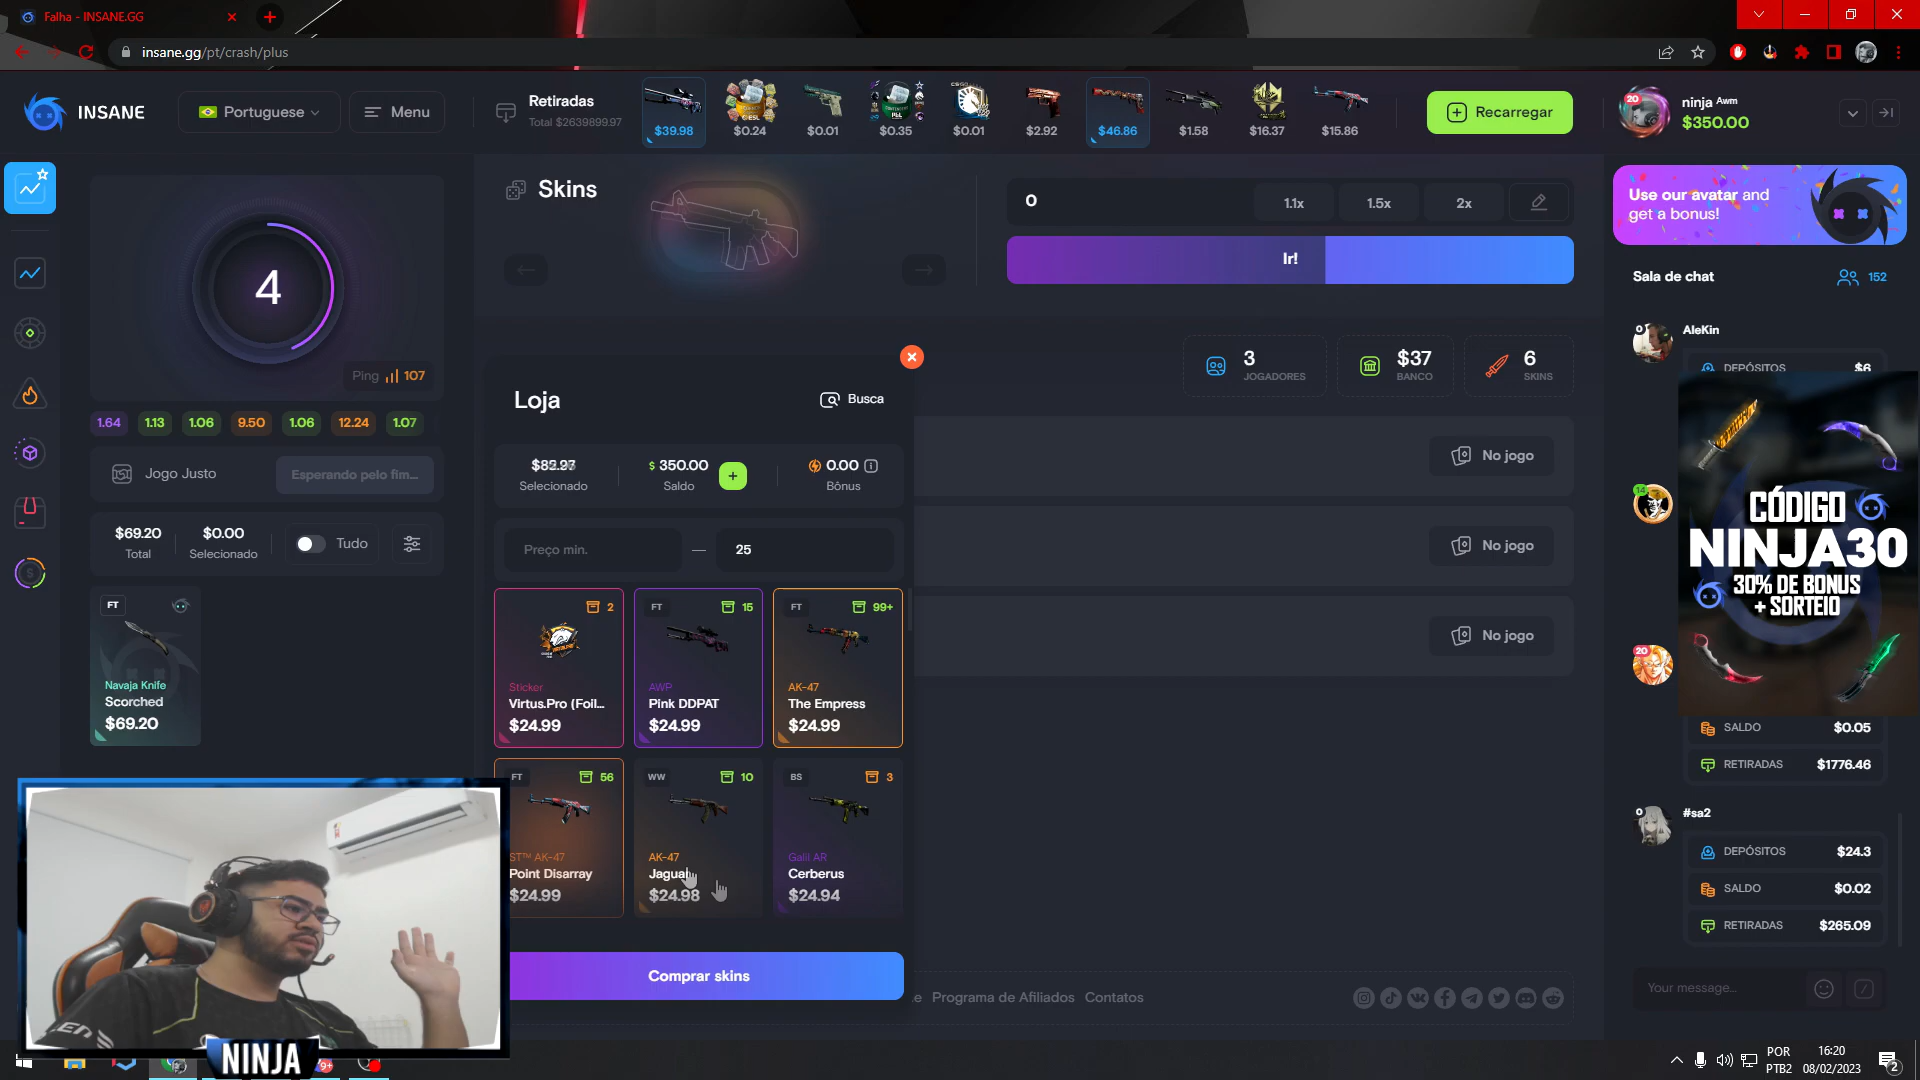 Falha - INSANE.GG
insane.gg/pt/crash/plus
INSANE
Portuguese
Menu
Retiradas
Total $2639899.97
$39.98
$0.24
$0.01
$0.35
$0.01
$2.92
$46.86
$1.58
$16.37
$15.86
Recarregar
20
ninja Awm
$350.00
4
Ping 107
1.64 1.13 1.06 9.50 1.06 12.24 1.07
Jogo Justo
Esperando pelo fim...
$69.20
Total
$0.00
Selecionado
Tudo
FT
Navaja Knife
Scorched
$69.20
Skins
0
1.1x
1.5x
2x
Ir!
3
JOGADORES
$37
BANCO
6
SKINS
No jogo
No jogo
No jogo
Loja
Busca
Selecionado
$ 350.00
Saldo
+
0.00
Bônus
Preço min.
—
25
2
Sticker
Virtus.Pro (Foil...
$24.99
FT
15
AWP
Pink DDPAT
$24.99
FT
99+
AK-47
The Empress
$24.99
FT
56
ST™ AK-47
Point Disarray
$24.99
WW
10
AK-47
Jaguar
$24.98
BS
3
Galil AR
Cerberus
$24.94
Comprar skins
Programa de Afiliados
Contatos
Use our avatar and
get a bonus!
Sala de chat
152
0
AleKin
DEPÓSITOS
$6
14
20
CÓDIGO
NINJA30
30% DE BONUS
+ SORTEIO
SALDO
$0.05
RETIRADAS
$1776.46
0
#sa2
DEPÓSITOS
$24.3
SALDO
$0.02
RETIRADAS
$265.09
Your message...
NINJA
9+
POR
PTB2
16:20
08/02/2023
2